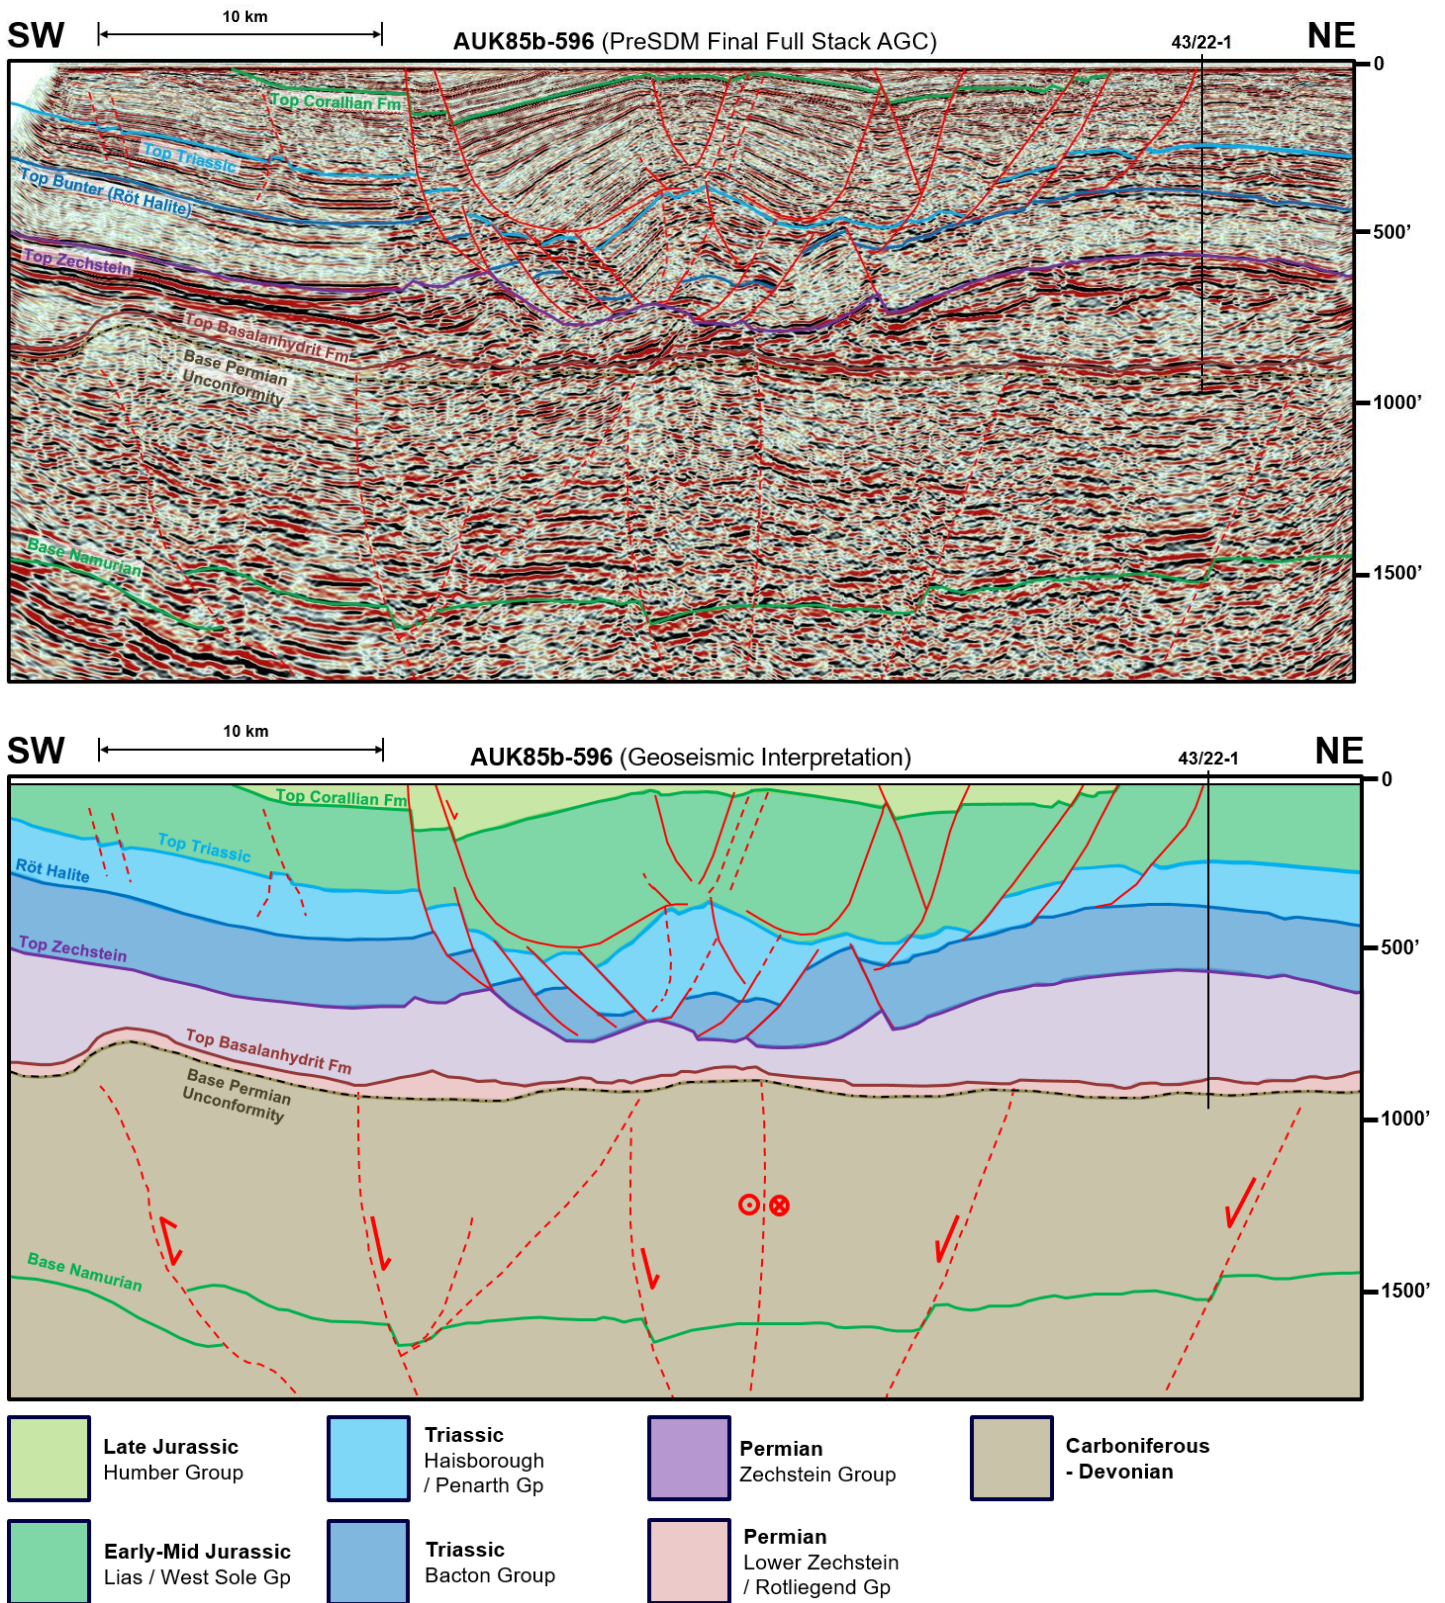 SW
10 km
AUK85b-596 (PreSDM Final Full Stack AGC)
43/22-1
NE
0
Top Corallian Fm
Top Triassic
Top Bunter (Röt Halite)
500’
Top Zechstein
Top Basalanhydrit Fm
Base Permian
Unconformity
1000’
Base Namurian
1500’
SW
10 km
AUK85b-596 (Geoseismic Interpretation)
43/22-1
NE
0
Top Corallian Fm
Top Triassic
Röt Halite
Top Zechstein
500’
Top Basalanhydrit Fm
Base Permian
Unconformity
1000’
Base Namurian
1500’
Late Jurassic
Humber Group
Triassic
Haisborough
/ Penarth Gp
Permian
Zechstein Group
Carboniferous
- Devonian
Early-Mid Jurassic
Lias / West Sole Gp
Triassic
Bacton Group
Permian
Lower Zechstein
/ Rotliegend Gp